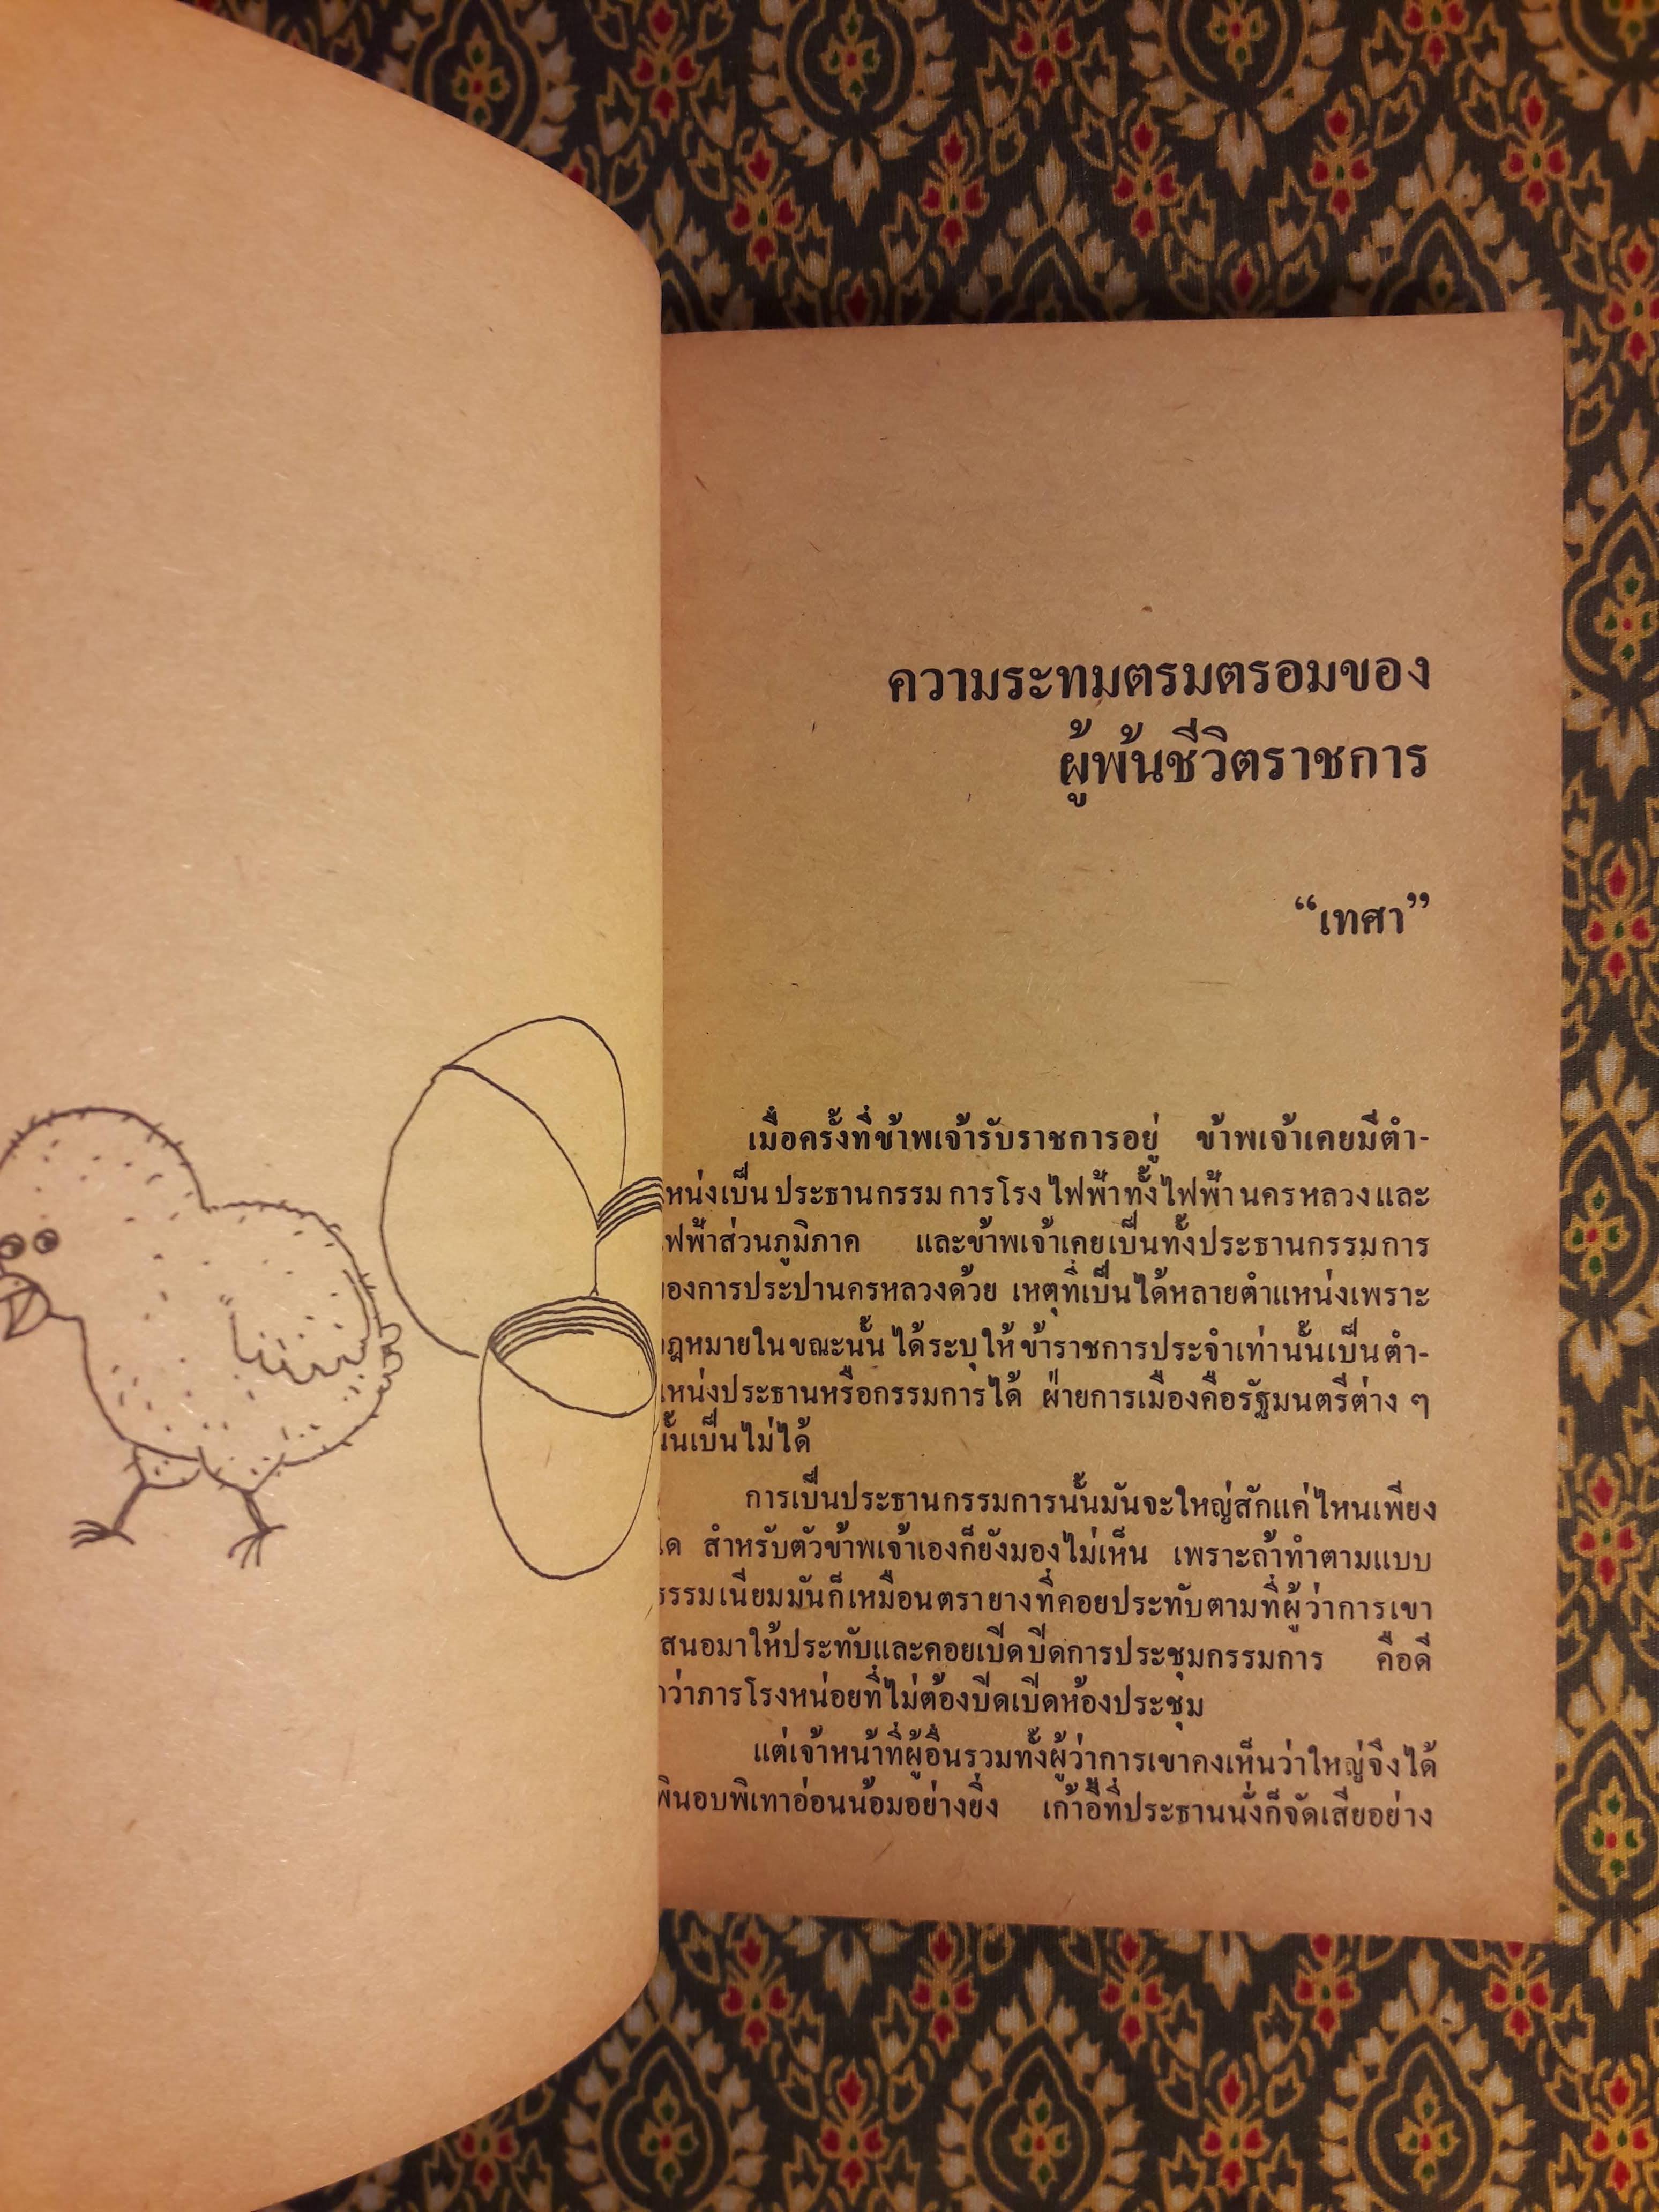 ความระทมตรมตรอมของ
ผู้พ้นชีวิตราชการ
“เทศา”
เมื่อครั้งที่ข้าพเจ้ารับราชการอยู่ ข้าพเจ้าเคยมีตำ-
หน่งเป็นประธานกรรมการโรงไฟฟ้าทั้งไฟฟ้านครหลวงและ
ไฟฟ้าส่วนภูมิภาค และข้าพเจ้าเคยเป็นทั้งประธานกรรมการ
ของการประปานครหลวงด้วย เหตุที่เป็นได้หลายตำแหน่งเพราะ
กฎหมายในขณะนั้นได้ระบุให้ข้าราชการประจำเท่านั้นเป็นตำ-
แหน่งประธานหรือกรรมการได้ ฝ่ายการเมืองคือรัฐมนตรีต่าง ๆ
นั้นเป็นไม่ได้
การเป็นประธานกรรมการนั้นมันจะใหญ่สักแค่ไหนเพียง
ใด สำหรับตัวข้าพเจ้าเองก็ยังมองไม่เห็น เพราะถ้าทำตามแบบ
ธรรมเนียมมันก็เหมือนตรายางที่คอยประทับตามที่ผู้ว่าการเขา
เสนอมาให้ประทับและคอยเปิดปิดการประชุมกรรมการ คือดี
กว่าภารโรงหน่อยที่ไม่ต้องปิดเปิดห้องประชุม
แต่เจ้าหน้าที่ผู้อื่นรวมทั้งผู้ว่าการเขาคงเห็นว่าใหญ่จึงได้
พินอบพิเทาอ่อนน้อมอย่างยิ่ง เก้าอี้ที่ประธานนั่งก็จัดเสียอย่าง